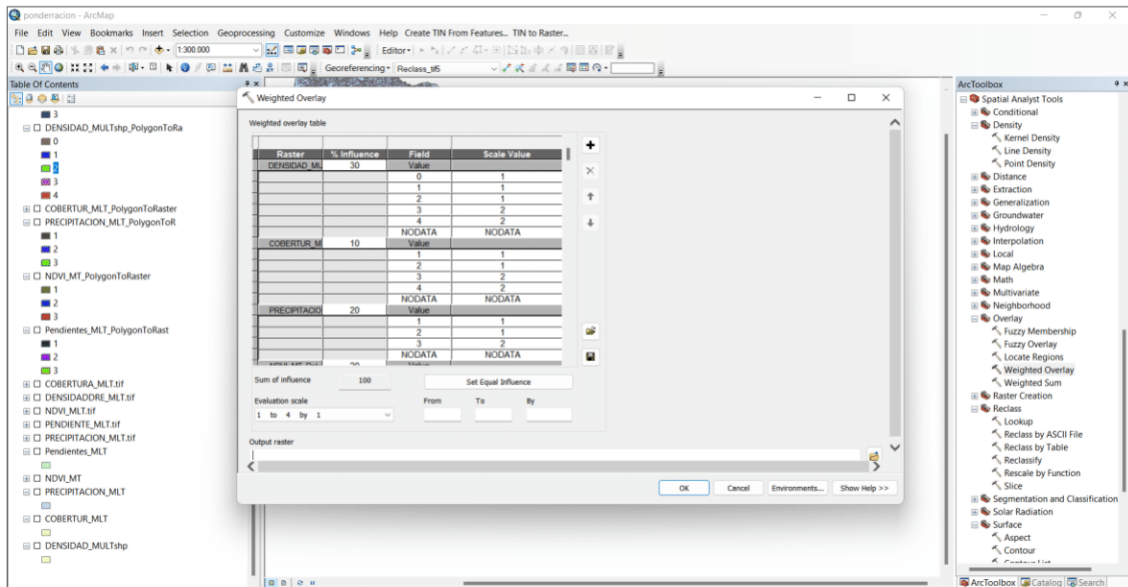 ponderracion - ArcMap
File Edit View Bookmarks Insert Selection Geoprocessing Customize Windows Help Create TIN From Features... TIN to Raster...
1:300.000 Editor
Georeferencing Reclass_tif5
Table Of Contents
3
DENSIDAD_MULTshp_PolygonToRa
0
1
2
3
4
COBERTUR_MLT_PolygonToRaster
PRECIPITACION_MLT_PolygonToR
1
2
3
NDVI_MT_PolygonToRaster
1
2
3
Pendientes_MLT_PolygonToRast
1
2
3
COBERTURA_MLT.tif
DENSIDADDRE_MLT.tif
NDVI_MLT.tif
PENDIENTE_MLT.tif
PRECIPITACION_MLT.tif
Pendientes_MLT
NDVI_MT
PRECIPITACION_MLT
COBERTUR_MLT
DENSIDAD_MULTshp
Weighted Overlay
Weighted overlay table
Raster % Influence Field Scale Value
DENSIDAD_MU 30 Value
0 1
1 1
2 1
3 2
4 2
NODATA NODATA
COBERTUR_M 10 Value
1 1
2 1
3 2
4 2
NODATA NODATA
PRECIPITACIO 20 Value
1 1
2 1
3 2
NODATA NODATA
20 Value
Sum of influence 100 Set Equal Influence
Evaluation scale From To By
1 to 4 by 1
Output raster
OK Cancel Environments... Show Help >>
ArcToolbox
Spatial Analyst Tools
Conditional
Density
Kernel Density
Line Density
Point Density
Distance
Extraction
Generalization
Groundwater
Hydrology
Interpolation
Local
Map Algebra
Math
Multivariate
Neighborhood
Overlay
Fuzzy Membership
Fuzzy Overlay
Locate Regions
Weighted Overlay
Weighted Sum
Raster Creation
Reclass
Lookup
Reclass by ASCII File
Reclass by Table
Reclassify
Rescale by Function
Slice
Segmentation and Classification
Solar Radiation
Surface
Aspect
Contour
Contour List
ArcToolbox Catalog Search